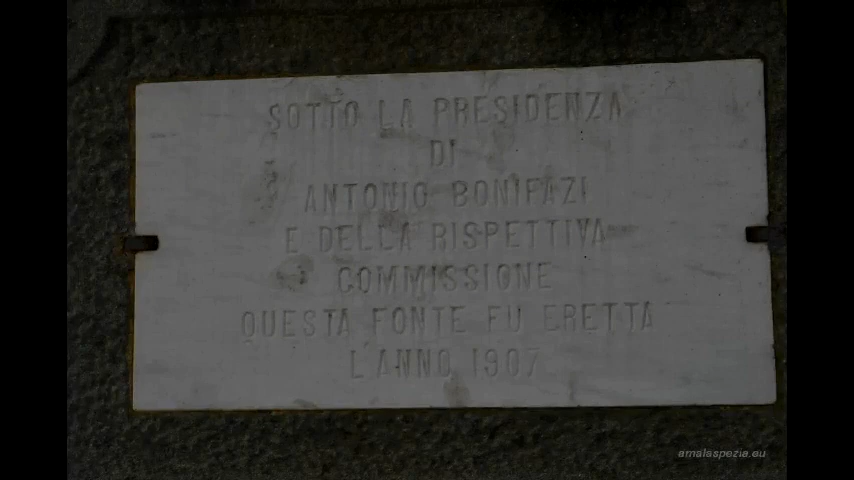 SOTTO LA PRESIDENZA
DI
ANTONIO BONIFAZI
E DELLA RISPETTIVA
COMMISSIONE
QUESTA FONTE FU ERETTA
L'ANNO 1907
amalaspezia.eu